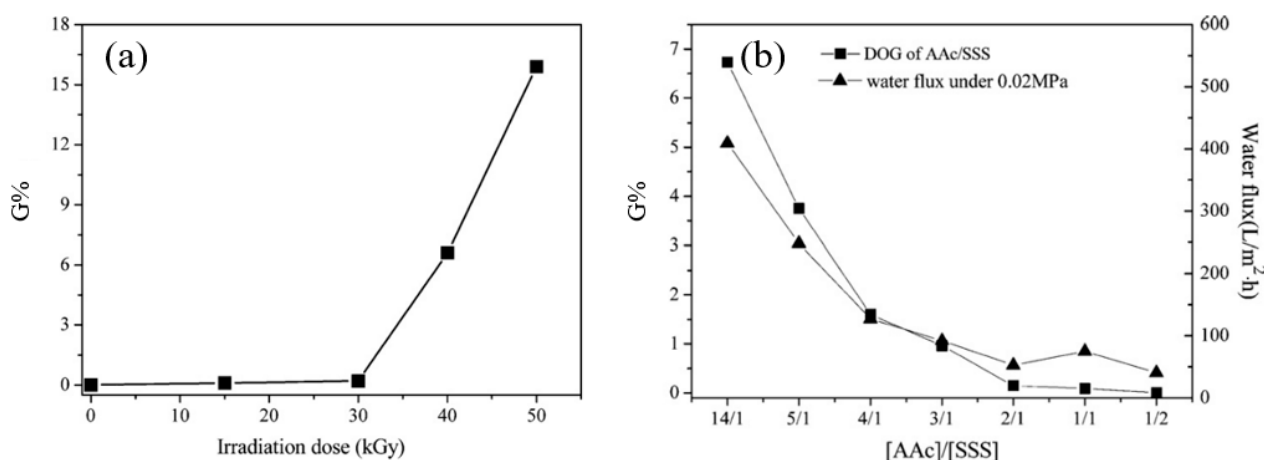 (a)
G%
18
15
12
9
6
3
0
0 10 20 30 40 50
Irradiation dose (kGy)
(b)
DOG of AAc/SSS
water flux under 0.02MPa
G%
7
6
5
4
3
2
1
0
600
500
400
300
200
100
0
Water flux(L/m²·h)
14/1 5/1 4/1 3/1 2/1 1/1 1/2
[AAc]/[SSS]